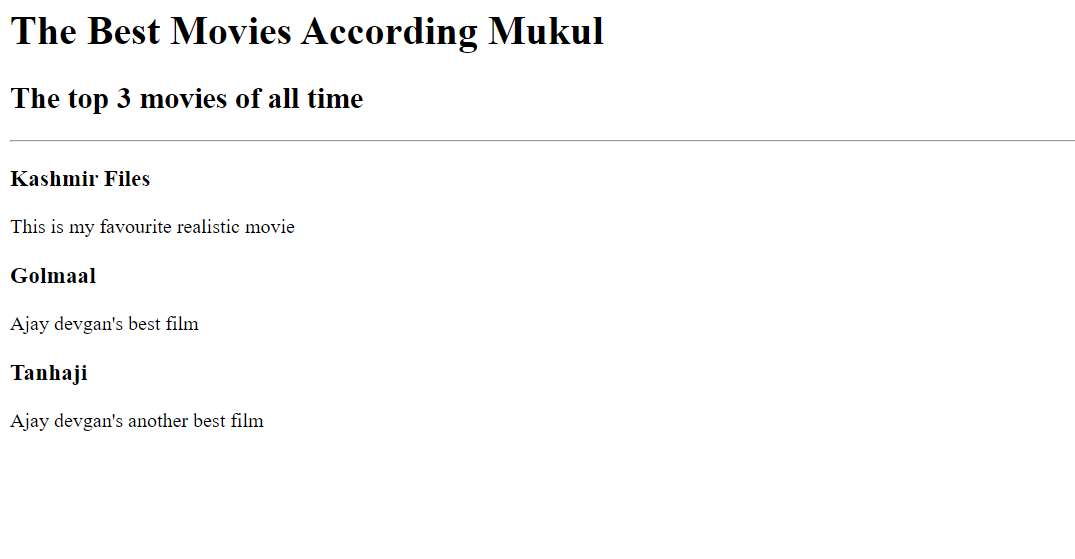 The Best Movies According Mukul
The top 3 movies of all time
Kashmir Files
This is my favourite realistic movie
Golmaal
Ajay devgan's best film
Tanhaji
Ajay devgan's another best film